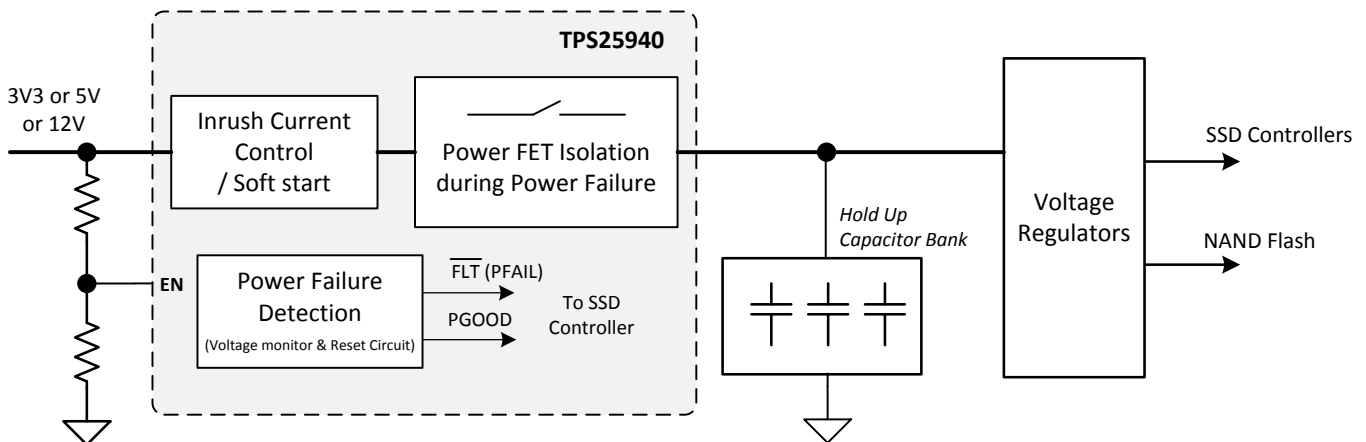 TPS25940
3V3 or 5V
or 12V
Inrush Current
Control
/ Soft start
Power FET Isolation
during Power Failure
EN
Power Failure
Detection
(Voltage monitor & Reset Circuit)
FLT (PFAIL)
PGOOD
To SSD
Controller
Hold Up
Capacitor Bank
Voltage
Regulators
SSD Controllers
NAND Flash